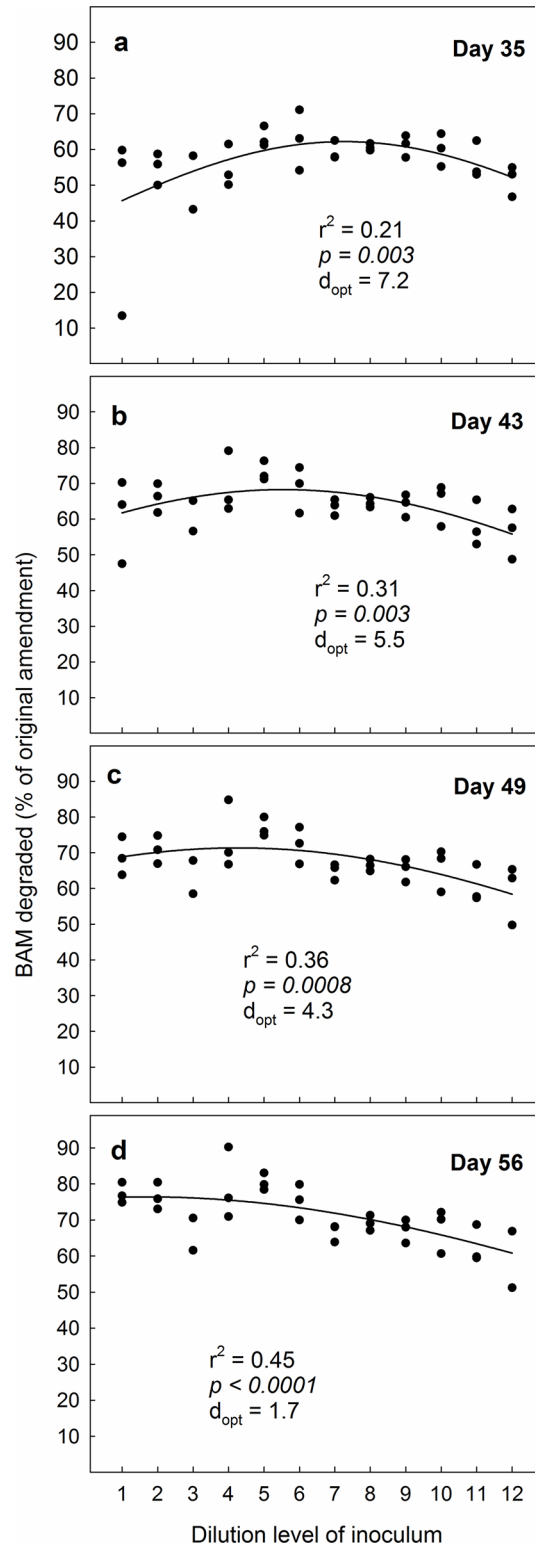 a
Day 35
90
80
70
60
50
40
30
20
10
r² = 0.21
p = 0.003
d_opt = 7.2
b
Day 43
90
80
70
60
50
40
30
20
10
r² = 0.31
p = 0.003
d_opt = 5.5
c
Day 49
90
80
70
60
50
40
30
20
10
r² = 0.36
p = 0.0008
d_opt = 4.3
d
Day 56
90
80
70
60
50
40
30
20
10
r² = 0.45
p < 0.0001
d_opt = 1.7
1 2 3 4 5 6 7 8 9 10 11 12
Dilution level of inoculum
BAM degraded (% of original amendment)